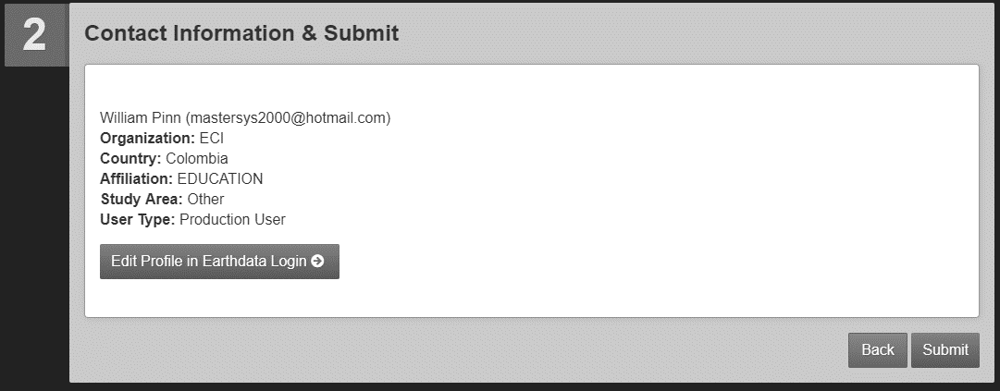 2
Contact Information & Submit
William Pinn (mastersys2000@hotmail.com)
Organization: ECI
Country: Colombia
Affiliation: EDUCATION
Study Area: Other
User Type: Production User
Edit Profile in Earthdata Login
Back Submit